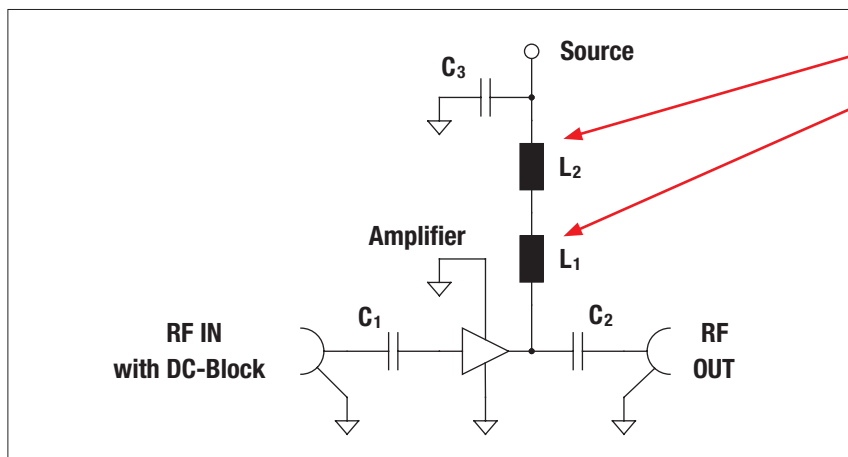 Source
C3
L2
Amplifier
L1
C1
C2
RF IN
with DC-Block
RF
OUT